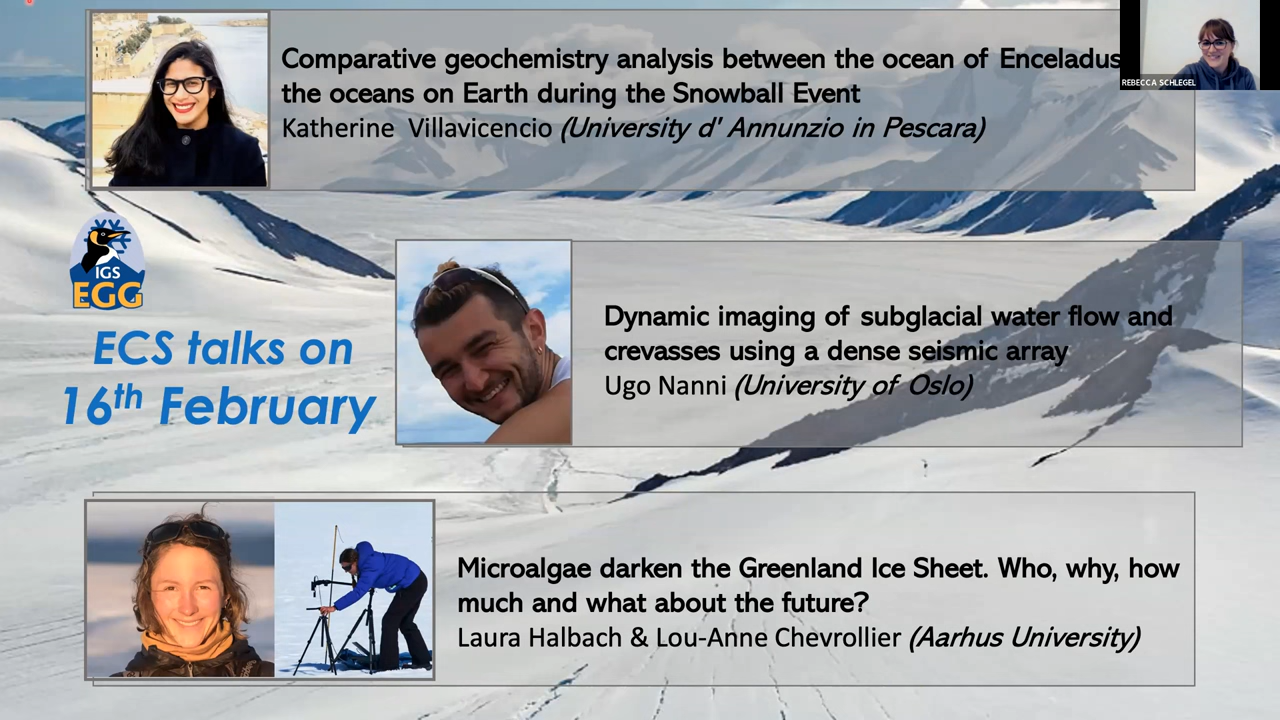 Comparative geochemistry analysis between the ocean of Enceladus
the oceans on Earth during the Snowball Event
Katherine Villavicencio (University d' Annunzio in Pescara)
REBECCA SCHLEGEL
IGS
EGG
ECS talks on
16th February
Dynamic imaging of subglacial water flow and
crevasses using a dense seismic array
Ugo Nanni (University of Oslo)
Microalgae darken the Greenland Ice Sheet. Who, why, how
much and what about the future?
Laura Halbach & Lou-Anne Chevrollier (Aarhus University)